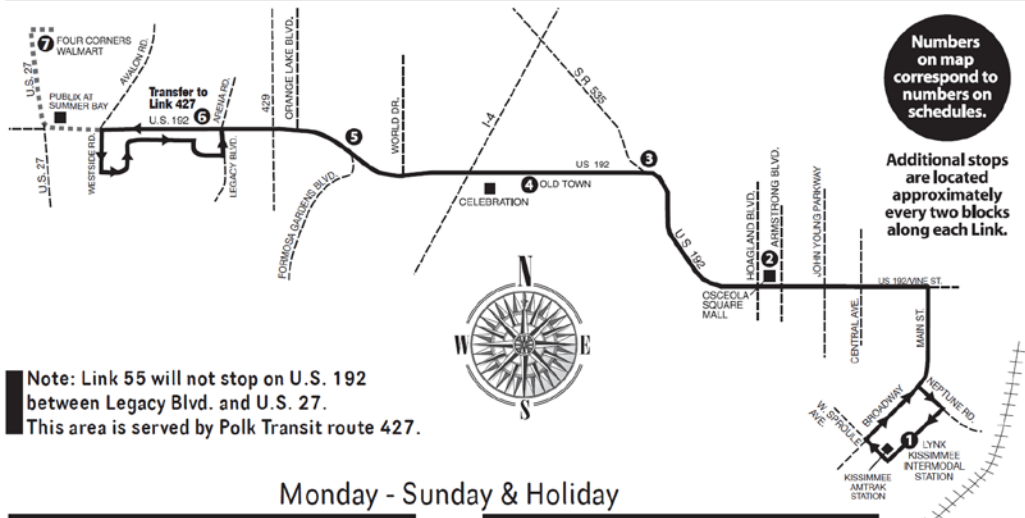 7 FOUR CORNERS
WALMART
U.S. 27
PUBLIX AT
SUMMER BAY
AVALON RD.
Transfer to
Link 427
U.S. 192 6
ARENA RD.
429
ORANGE LAKE BLVD.
5
WORLD DR.
I-4
S.R. 535
3
US 192
4 OLD TOWN
CELEBRATION
U.S. 27
WESTSIDE RD.
LEGACY BLVD.
FORMOSA GARDENS BLVD.
U.S. 192
HOAGLAND BLVD.
2
ARMSTRONG BLVD.
JOHN YOUNG PARKWAY
OSCEOLA
SQUARE
MALL
CENTRAL AVE.
US 192/VINE ST.
MAIN ST.
BROADWAY
NEPTUNE RD.
W. SPROULE
AVE.
1 LYNX
KISSIMMEE
INTERMODAL
STATION
KISSIMMEE
AMTRAK
STATION
Numbers
on map
correspond to
numbers on
schedules.
Additional stops
are located
approximately
every two blocks
along each Link.
N
W E
S
Note: Link 55 will not stop on U.S. 192
between Legacy Blvd. and U.S. 27.
This area is served by Polk Transit route 427.
Monday - Sunday & Holiday